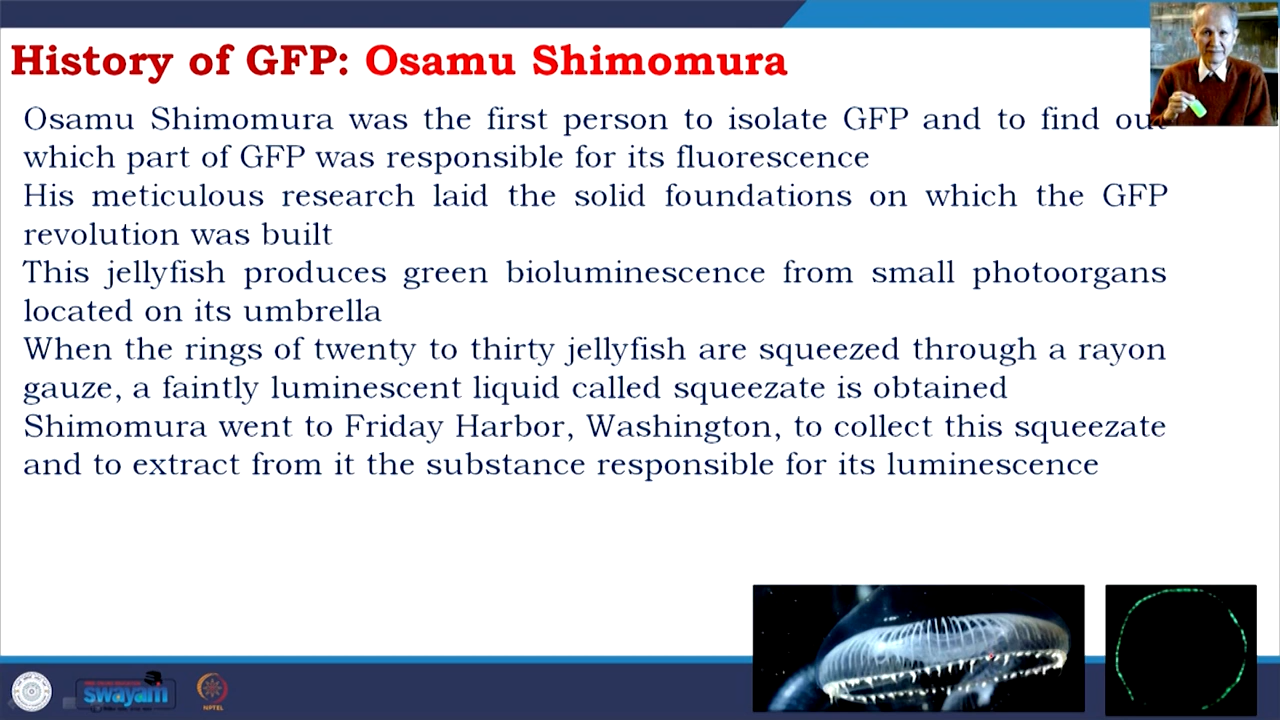 History of GFP: Osamu Shimomura
Osamu Shimomura was the first person to isolate GFP and to find out
which part of GFP was responsible for its fluorescence
His meticulous research laid the solid foundations on which the GFP
revolution was built
This jellyfish produces green bioluminescence from small photoorgans
located on its umbrella
When the rings of twenty to thirty jellyfish are squeezed through a rayon
gauze, a faintly luminescent liquid called squeezate is obtained
Shimomura went to Friday Harbor, Washington, to collect this squeezate
and to extract from it the substance responsible for its luminescence
swayam
NPTEL